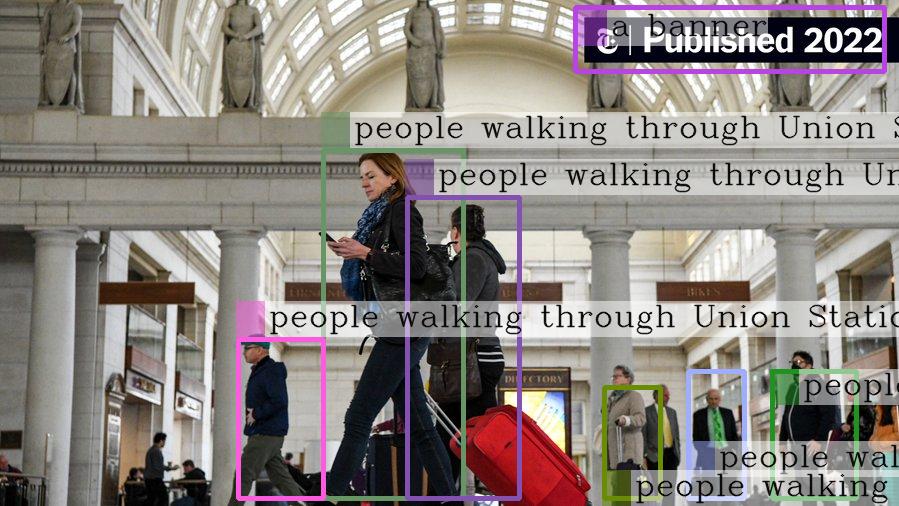 a banner
Published 2022
people walking through Union S
people walking through Un
BIKES
people walking through Union Statio
DIRECTORY
people
people wal
people walking